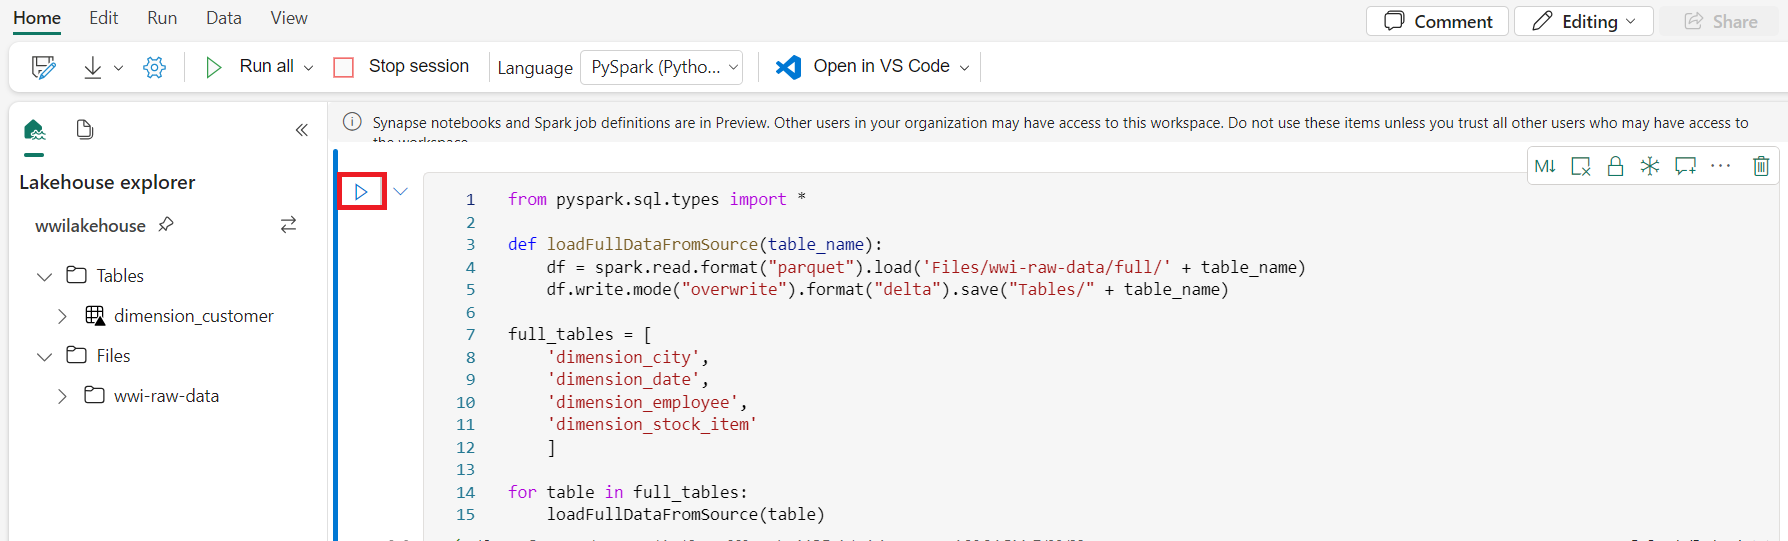 Home Edit Run Data View Comment Editing Share
Run all Stop session Language PySpark (Pytho... Open in VS Code
Synapse notebooks and Spark job definitions are in Preview. Other users in your organization may have access to this workspace. Do not use these items unless you trust all other users who may have access to
the workspace.
M↓ ...
Lakehouse explorer
wwilakehouse
Tables
dimension_customer
Files
wwi-raw-data
1 from pyspark.sql.types import *
2
3 def loadFullDataFromSource(table_name):
4 df = spark.read.format("parquet").load('Files/wwi-raw-data/full/' + table_name)
5 df.write.mode("overwrite").format("delta").save("Tables/" + table_name)
6
7 full_tables = [
8 'dimension_city',
9 'dimension_date',
10 'dimension_employee',
11 'dimension_stock_item'
12 ]
13
14 for table in full_tables:
15 loadFullDataFromSource(table)